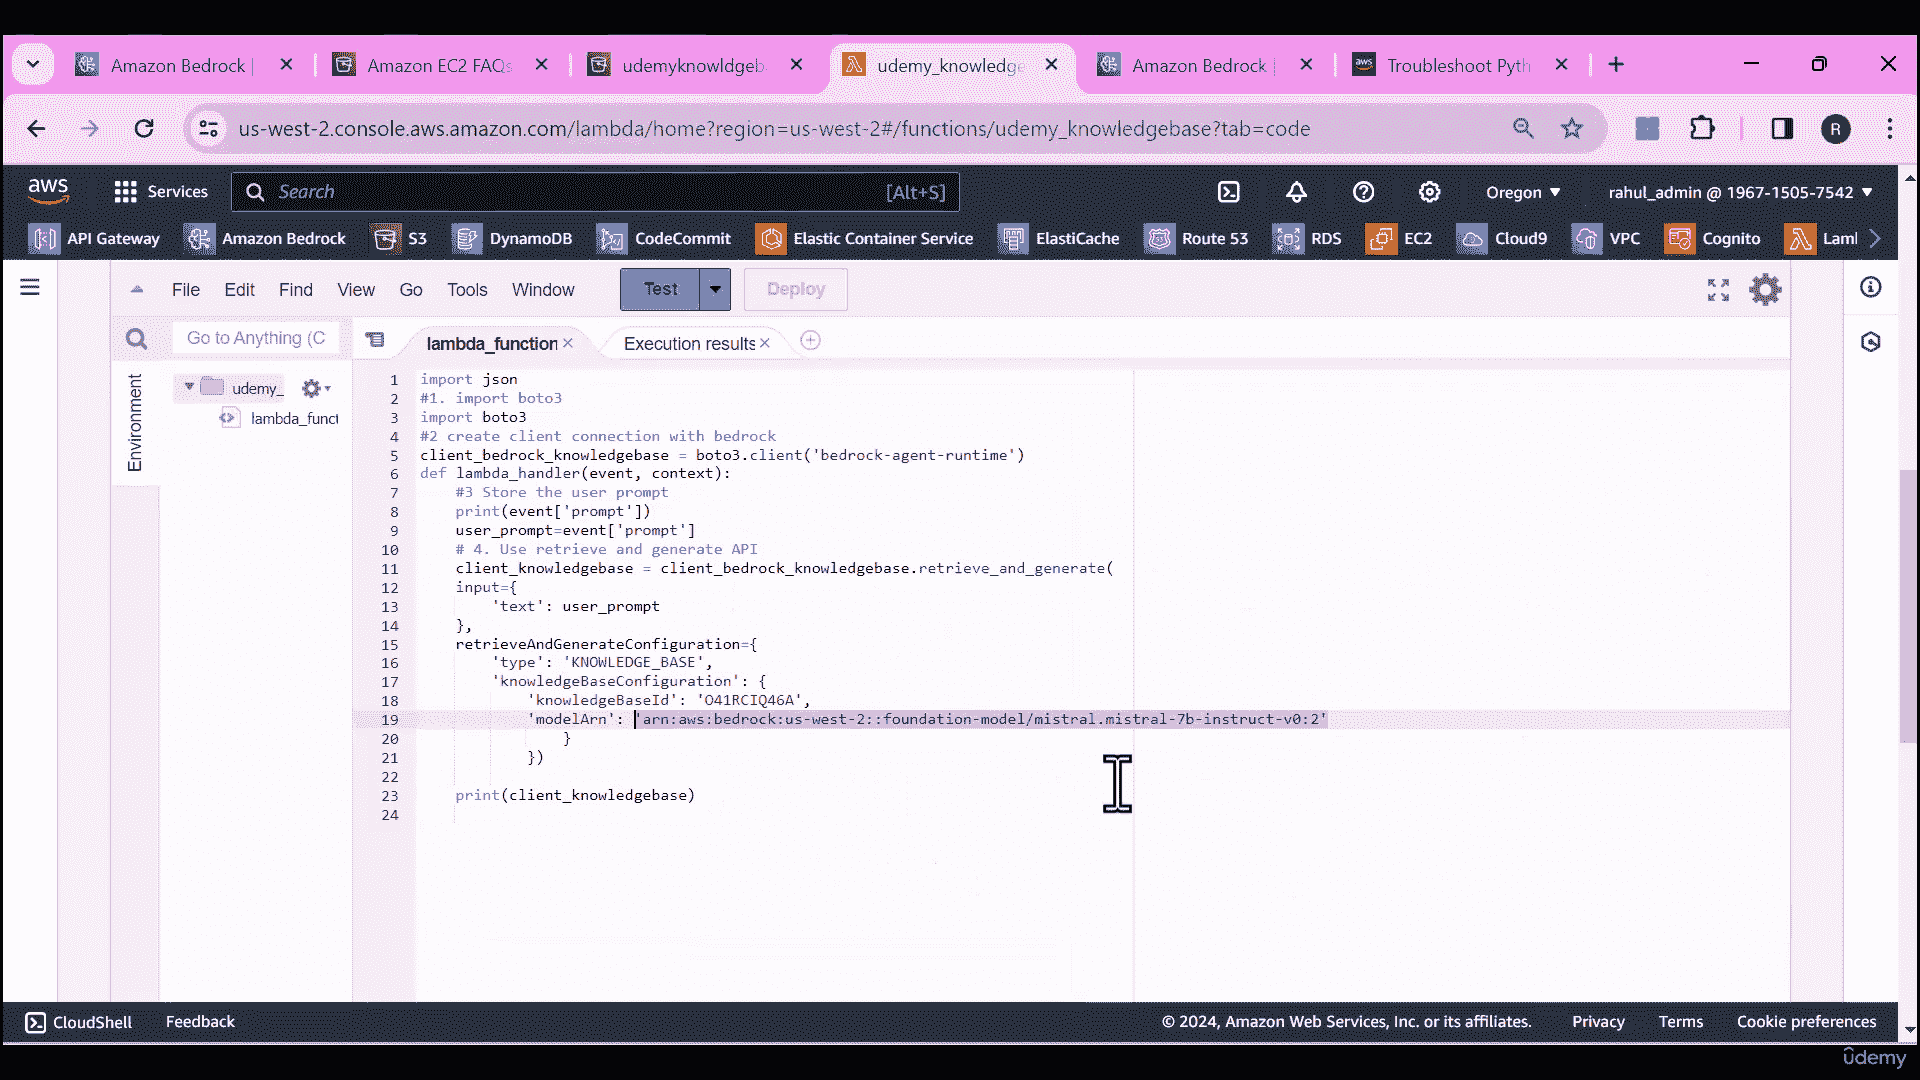 Amazon Bedrock |
Amazon EC2 FAQs
udemyknowldgeb
udemy_knowledge
Amazon Bedrock |
Troubleshoot Pyth
us-west-2.console.aws.amazon.com/lambda/home?region=us-west-2#/functions/udemy_knowledgebase?tab=code
R
aws
Services
Search
[Alt+S]
Oregon
rahul_admin @ 1967-1505-7542
API Gateway
Amazon Bedrock
S3
DynamoDB
CodeCommit
Elastic Container Service
ElastiCache
Route 53
RDS
EC2
Cloud9
VPC
Cognito
Laml
File
Edit
Find
View
Go
Tools
Window
Test
Deploy
Go to Anything (C
lambda_function
Execution results
Environment
udemy_
lambda_funct
1 import json
2 #1. import boto3
3 import boto3
4 #2 create client connection with bedrock
5 client_bedrock_knowledgebase = boto3.client('bedrock-agent-runtime')
6 def lambda_handler(event, context):
7 #3 Store the user prompt
8 print(event['prompt'])
9 user_prompt=event['prompt']
10 # 4. Use retrieve and generate API
11 client_knowledgebase = client_bedrock_knowledgebase.retrieve_and_generate(
12 input={
13 'text': user_prompt
14 },
15 retrieveAndGenerateConfiguration={
16 'type': 'KNOWLEDGE_BASE',
17 'knowledgeBaseConfiguration': {
18 'knowledgeBaseId': 'O41RCIQ46A',
19 'modelArn': 'arn:aws:bedrock:us-west-2::foundation-model/mistral.mistral-7b-instruct-v0:2'
20 }
21 })
22
23 print(client_knowledgebase)
24
CloudShell
Feedback
© 2024, Amazon Web Services, Inc. or its affiliates.
Privacy
Terms
Cookie preferences
ûdemy